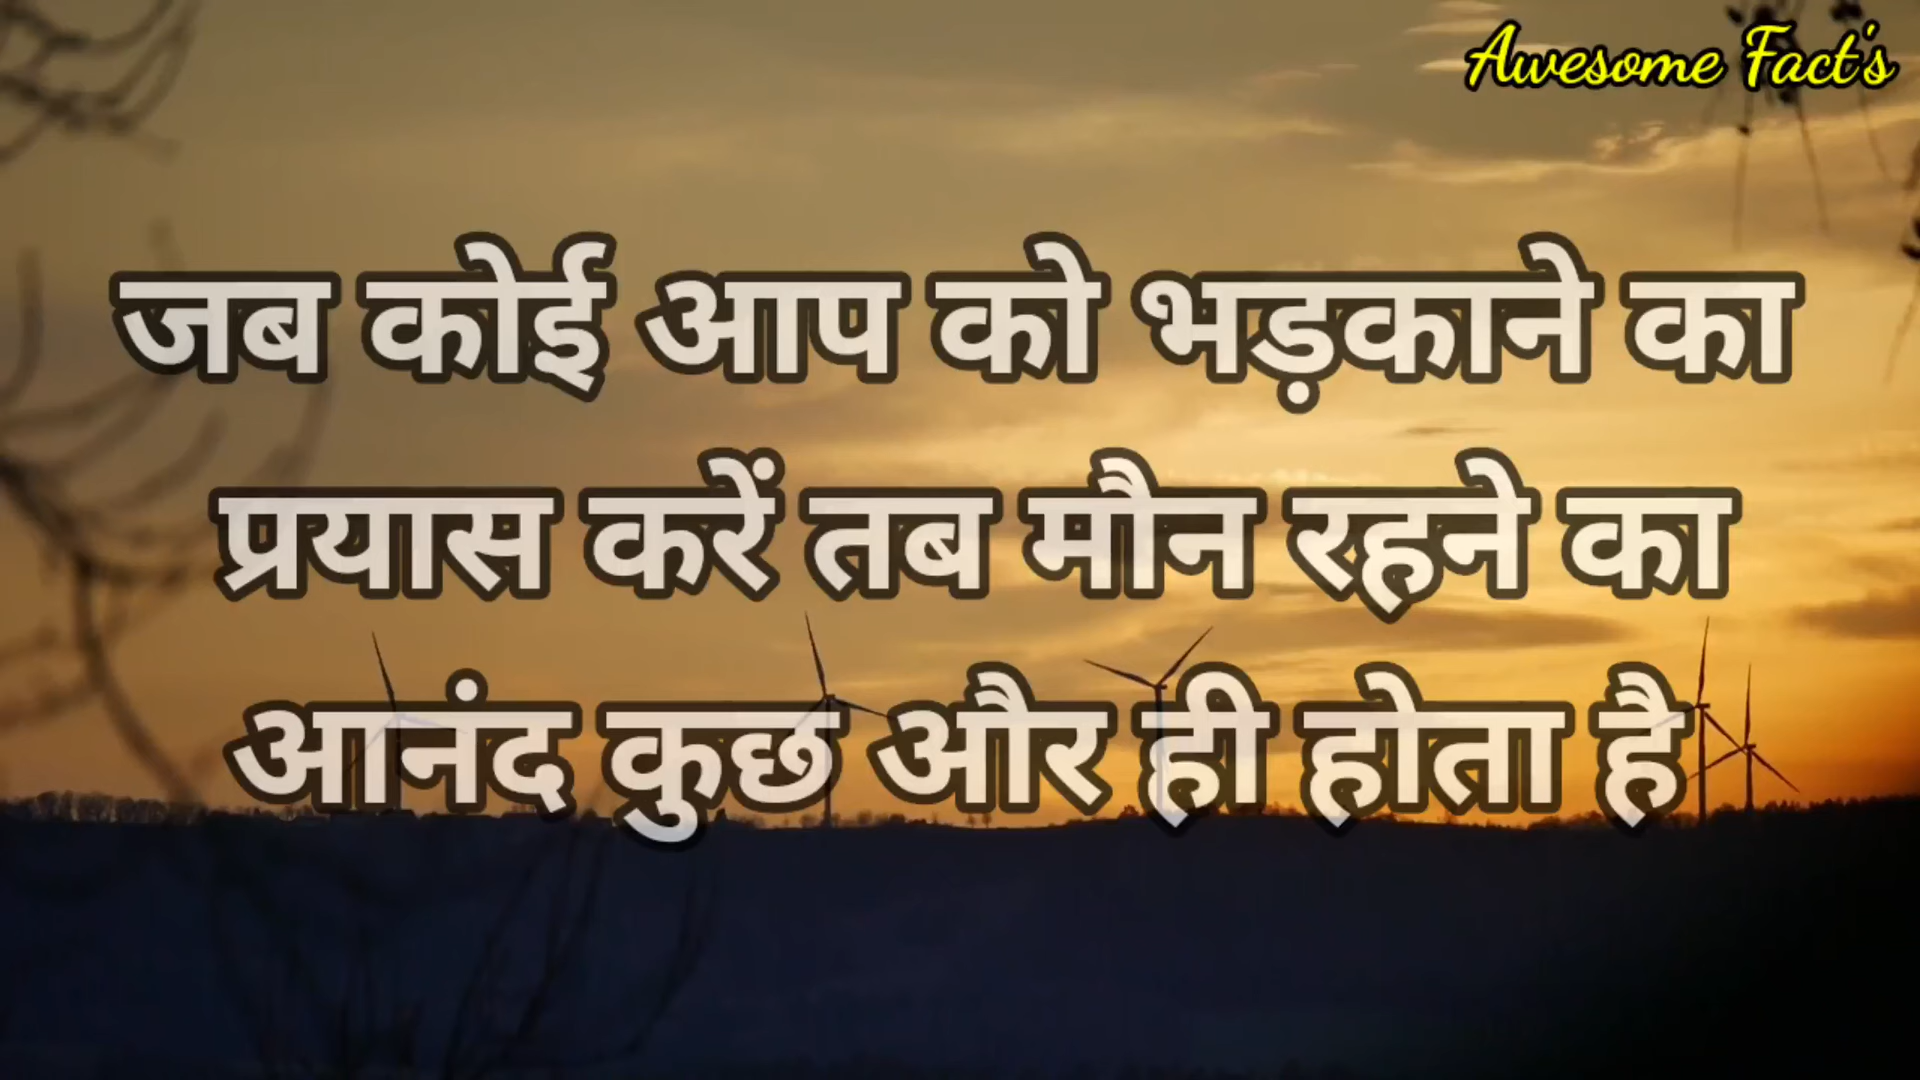 Awesome Fact's
जब कोई आप को भड़काने का
प्रयास करें तब मौन रहने का
आनंद कुछ और ही होता है